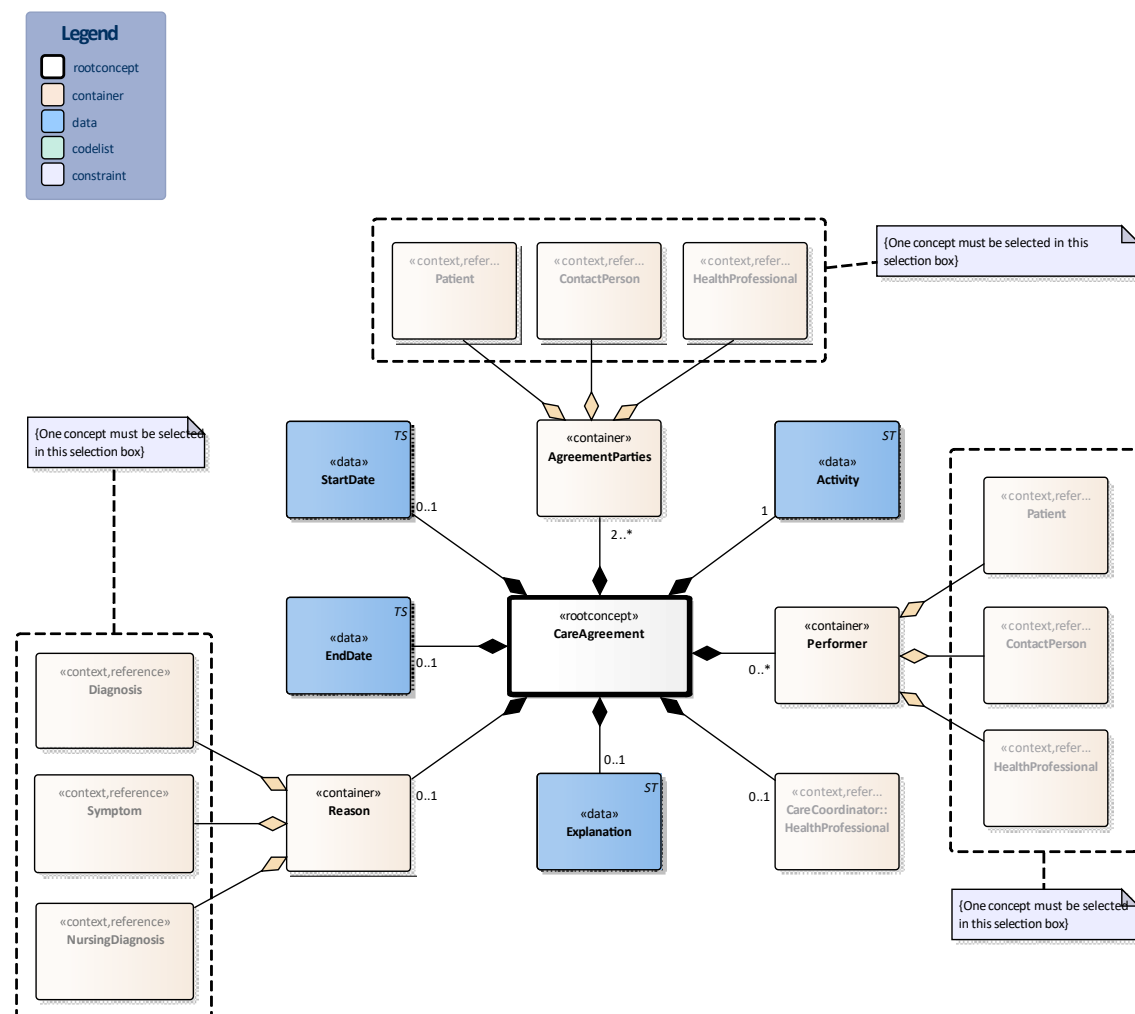 Legend
rootconcept
container
data
codelist
constraint
«context,refer...
Patient
«context,refer...
ContactPerson
«context,refer...
HealthProfessional
{One concept must be selected in this
selection box}
{One concept must be selected
in this selection box}
TS
«data»
StartDate
0..1
«container»
AgreementParties
2..*
ST
«data»
Activity
1
«context,refer...
Patient
TS
«data»
EndDate
0..1
«rootconcept»
CareAgreement
«container»
Performer
0..*
«context,refer...
ContactPerson
«context,reference»
Diagnosis
«context,refer...
HealthProfessional
«context,reference»
Symptom
«container»
Reason
0..1
0..1
ST
«data»
Explanation
0..1
«context,refer...
CareCoordinator::
HealthProfessional
«context,reference»
NursingDiagnosis
{One concept must be selected
in this selection box}